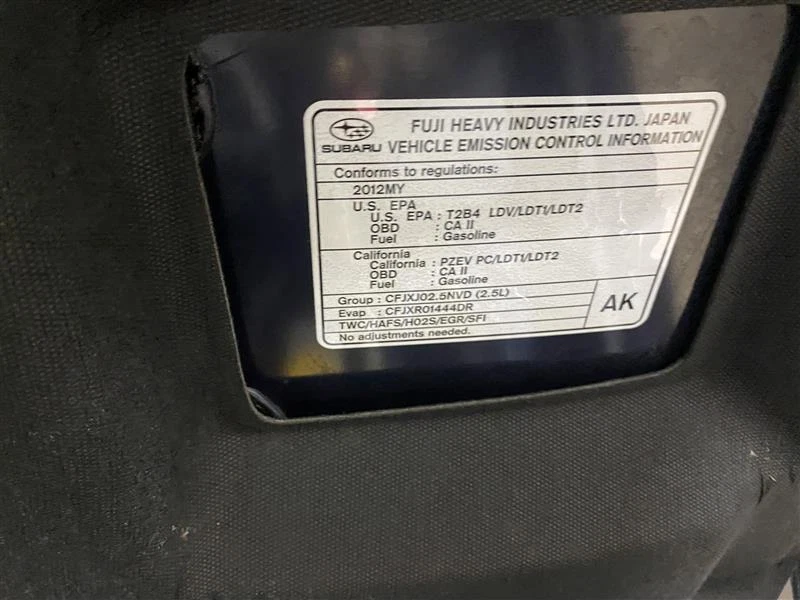 SUBARU
FUJI HEAVY INDUSTRIES LTD. JAPAN
VEHICLE EMISSION CONTROL INFORMATION
Conforms to regulations:
2012MY
U.S. EPA
U.S. EPA : T2B4 LDV/LDT1/LDT2
OBD : CA II
Fuel : Gasoline
California
California : PZEV PC/LDT1/LDT2
OBD : CA II
Fuel : Gasoline
Group : CFJXJ02.5NVD (2.5L)
Evap : CFJXR01444DR
TWC/HAFS/HO2S/EGR/SFI
No adjustments needed.
AK